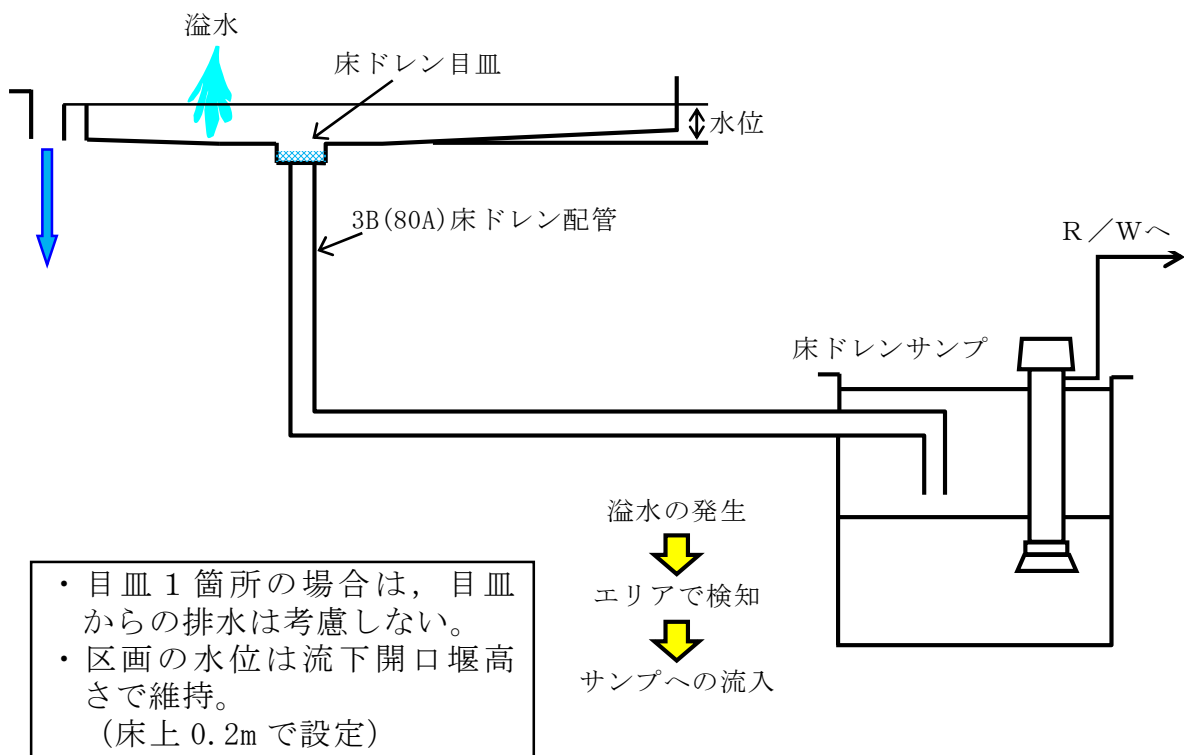 溢水
床ドレン目皿
水位
3B(80A)床ドレン配管
R/Wへ
床ドレンサンプ
溢水の発生
エリアで検知
サンプへの流入
・目皿1箇所の場合は,目皿
からの排水は考慮しない。
・区画の水位は流下開口堰高
さで維持。
(床上0.2mで設定)